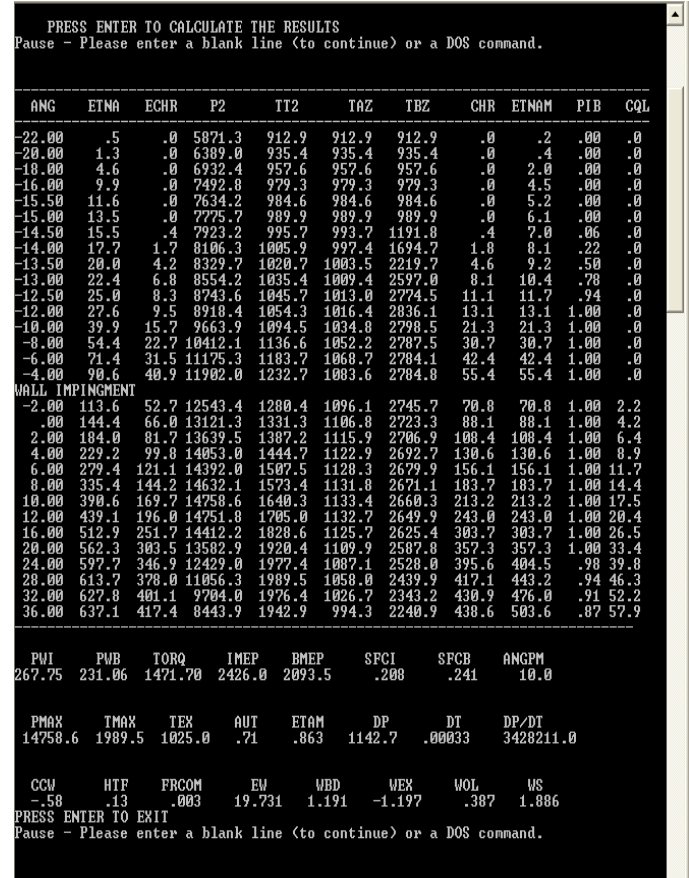 PRESS ENTER TO CALCULATE THE RESULTS
Pause - Please enter a blank line (to continue) or a DOS command.
ANG ETNA ECHR P2 TT2 TAZ TBZ CHR ETNAM PIB CQL
-22.00 .5 .0 5871.3 912.9 912.9 912.9 .0 .2 .00 .0
-20.00 1.3 .0 6389.0 935.4 935.4 935.4 .0 .4 .00 .0
-18.00 4.6 .0 6932.4 957.6 957.6 957.6 .0 2.0 .00 .0
-16.00 9.9 .0 7492.8 979.3 979.3 979.3 .0 4.5 .00 .0
-15.50 11.6 .0 7634.2 984.6 984.6 984.6 .0 5.2 .00 .0
-15.00 13.5 .0 7775.7 989.9 989.9 989.9 .0 6.1 .00 .0
-14.50 15.5 .4 7923.2 995.7 993.7 1191.8 .4 7.0 .06 .0
-14.00 17.7 1.7 8106.3 1005.9 997.4 1694.7 1.8 8.1 .22 .0
-13.50 20.0 4.2 8329.7 1020.7 1003.5 2219.7 4.6 9.2 .50 .0
-13.00 22.4 6.8 8554.2 1035.4 1009.4 2597.0 8.1 10.4 .78 .0
-12.50 25.0 8.3 8743.6 1045.7 1013.0 2774.5 11.1 11.7 .94 .0
-12.00 27.6 9.5 8918.4 1054.3 1016.4 2836.1 13.1 13.1 1.00 .0
-10.00 39.9 15.7 9663.9 1094.5 1034.8 2798.5 21.3 21.3 1.00 .0
-8.00 54.4 22.7 10412.1 1136.6 1052.2 2787.5 30.7 30.7 1.00 .0
-6.00 71.4 31.5 11175.3 1183.7 1068.7 2784.1 42.4 42.4 1.00 .0
-4.00 90.6 40.9 11902.0 1232.7 1083.6 2784.8 55.4 55.4 1.00 .0
WALL IMPINGMENT
-2.00 113.6 52.7 12543.4 1280.4 1096.1 2745.7 70.8 70.8 1.00 2.2
.00 144.4 66.0 13121.3 1331.3 1106.8 2723.3 88.1 88.1 1.00 4.2
2.00 184.0 81.7 13639.5 1387.2 1115.9 2706.9 108.4 108.4 1.00 6.4
4.00 229.2 99.8 14053.0 1444.7 1122.9 2692.7 130.6 130.6 1.00 8.9
6.00 279.4 121.1 14392.0 1507.5 1128.3 2679.9 156.1 156.1 1.00 11.7
8.00 335.4 144.2 14632.1 1573.4 1131.8 2671.1 183.7 183.7 1.00 14.4
10.00 390.6 169.7 14758.6 1640.3 1133.4 2660.3 213.2 213.2 1.00 17.5
12.00 439.1 196.0 14751.8 1705.0 1132.7 2649.9 243.0 243.0 1.00 20.4
16.00 512.9 251.7 14412.2 1828.6 1125.7 2625.4 303.7 303.7 1.00 26.5
20.00 562.3 303.5 13582.9 1920.4 1109.9 2587.8 357.3 357.3 1.00 33.4
24.00 597.7 346.9 12429.0 1977.4 1087.1 2528.0 395.6 404.5 .98 39.8
28.00 613.7 378.0 11056.3 1989.5 1058.0 2439.9 417.1 443.2 .94 46.3
32.00 627.8 401.1 9704.0 1976.4 1026.7 2343.2 430.9 476.0 .91 52.2
36.00 637.1 417.4 8443.9 1942.9 994.3 2240.9 438.6 503.6 .87 57.9
PWI PWB TORQ IMEP BMEP SFCI SFCB ANGPM
267.75 231.06 1471.70 2426.0 2093.5 .208 .241 10.0
PMAX TMAX TEX AUT ETAM DP DT DP/DT
14758.6 1989.5 1025.0 .71 .863 1142.7 .00033 3428211.0
CCW HTF FRCOM EW WBD WEX WOL WS
-.58 .13 .003 19.731 1.191 -1.197 .387 1.886
PRESS ENTER TO EXIT
Pause - Please enter a blank line (to continue) or a DOS command.